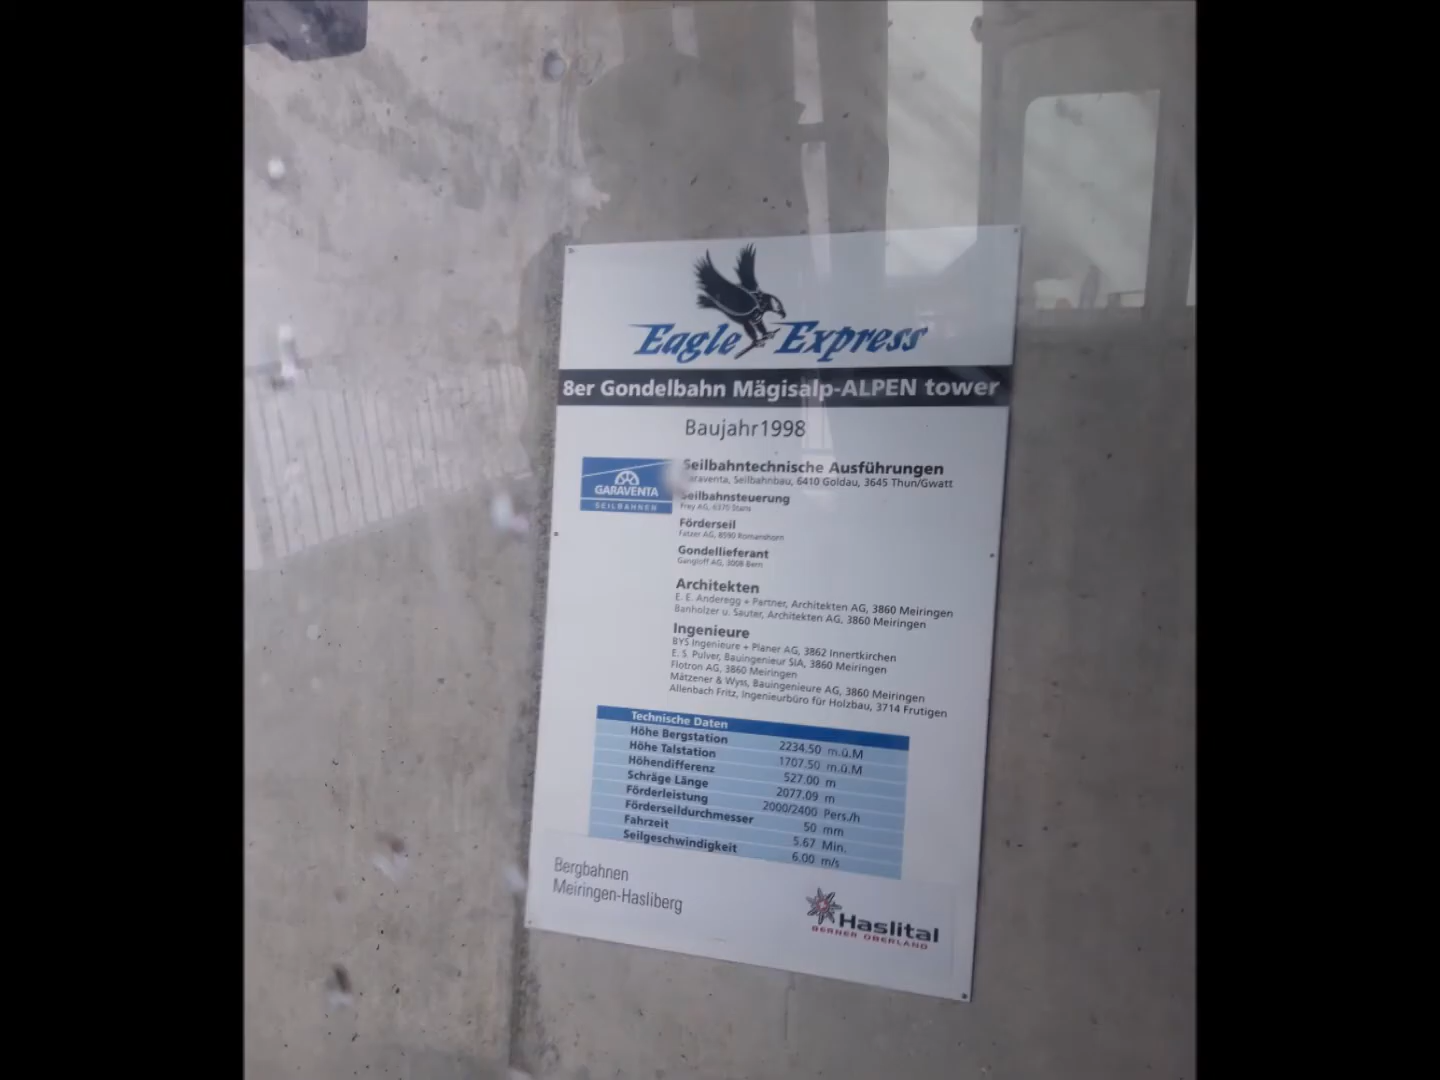 Eagle Express
8er Gondelbahn Mägisalp-ALPEN tower
Baujahr1998
GARAVENTA
SEILBAHNEN
Seilbahntechnische Ausführungen
Garaventa, Seilbahnbau, 6410 Goldau, 3645 Thun/Gwatt
Seilbahnsteuerung
Frey AG, 6370 Stans
Förderseil
Fatzer AG, 8590 Romanshorn
Gondellieferant
Gangloff AG, 3008 Bern
Architekten
E. E. Anderegg + Partner, Architekten AG, 3860 Meiringen
Banholzer u. Sauter, Architekten AG, 3860 Meiringen
Ingenieure
BYS Ingenieure + Planer AG, 3862 Innertkirchen
E. S. Pulver, Bauingenieur SIA, 3860 Meiringen
Flotron AG, 3860 Meiringen
Mätzener & Wyss, Bauingenieure AG, 3860 Meiringen
Allenbach Fritz, Ingenieurbüro für Holzbau, 3714 Frutigen
Technische Daten
Höhe Bergstation 2234.50 m.ü.M
Höhe Talstation 1707.50 m.ü.M
Höhendifferenz 527.00 m
Schräge Länge 2077.09 m
Förderleistung 2000/2400 Pers./h
Förderseildurchmesser 50 mm
Fahrzeit 5.67 Min.
Seilgeschwindigkeit 6.00 m/s
Bergbahnen
Meiringen-Hasliberg
Haslital
BERNER OBERLAND